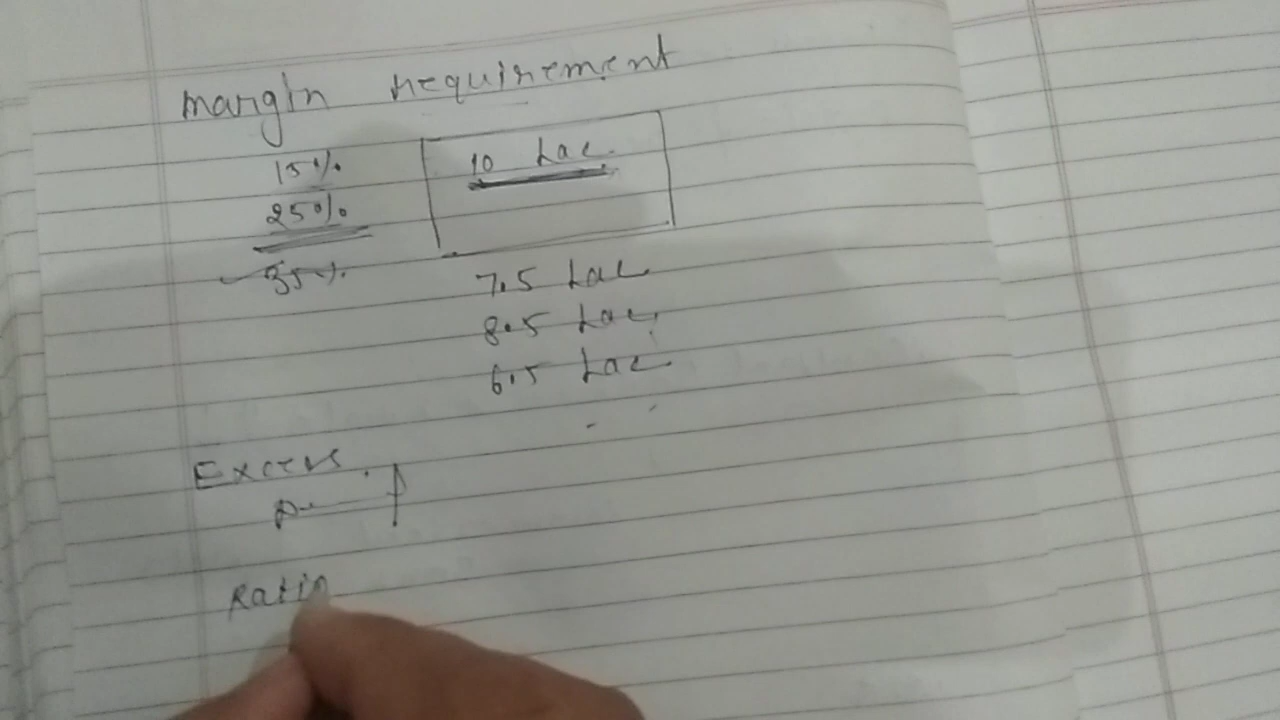 margin requirement
15%
10 Lac.
25%
35%
7.5 Lac
8.5 Lac,
6.5 Lac
Excess.
Ratio